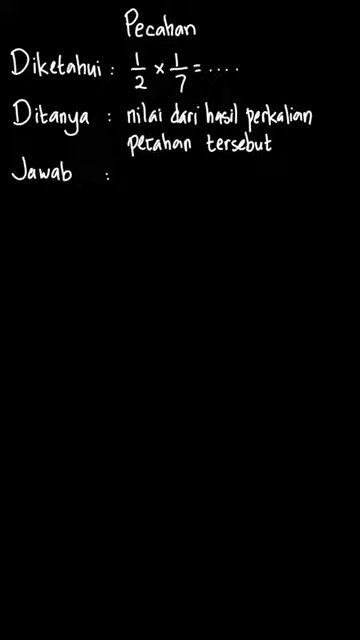 Pecahan
Diketahui : 1/2 × 1/7 = ....
Ditanya : nilai dari hasil perkalian
pecahan tersebut
Jawab :